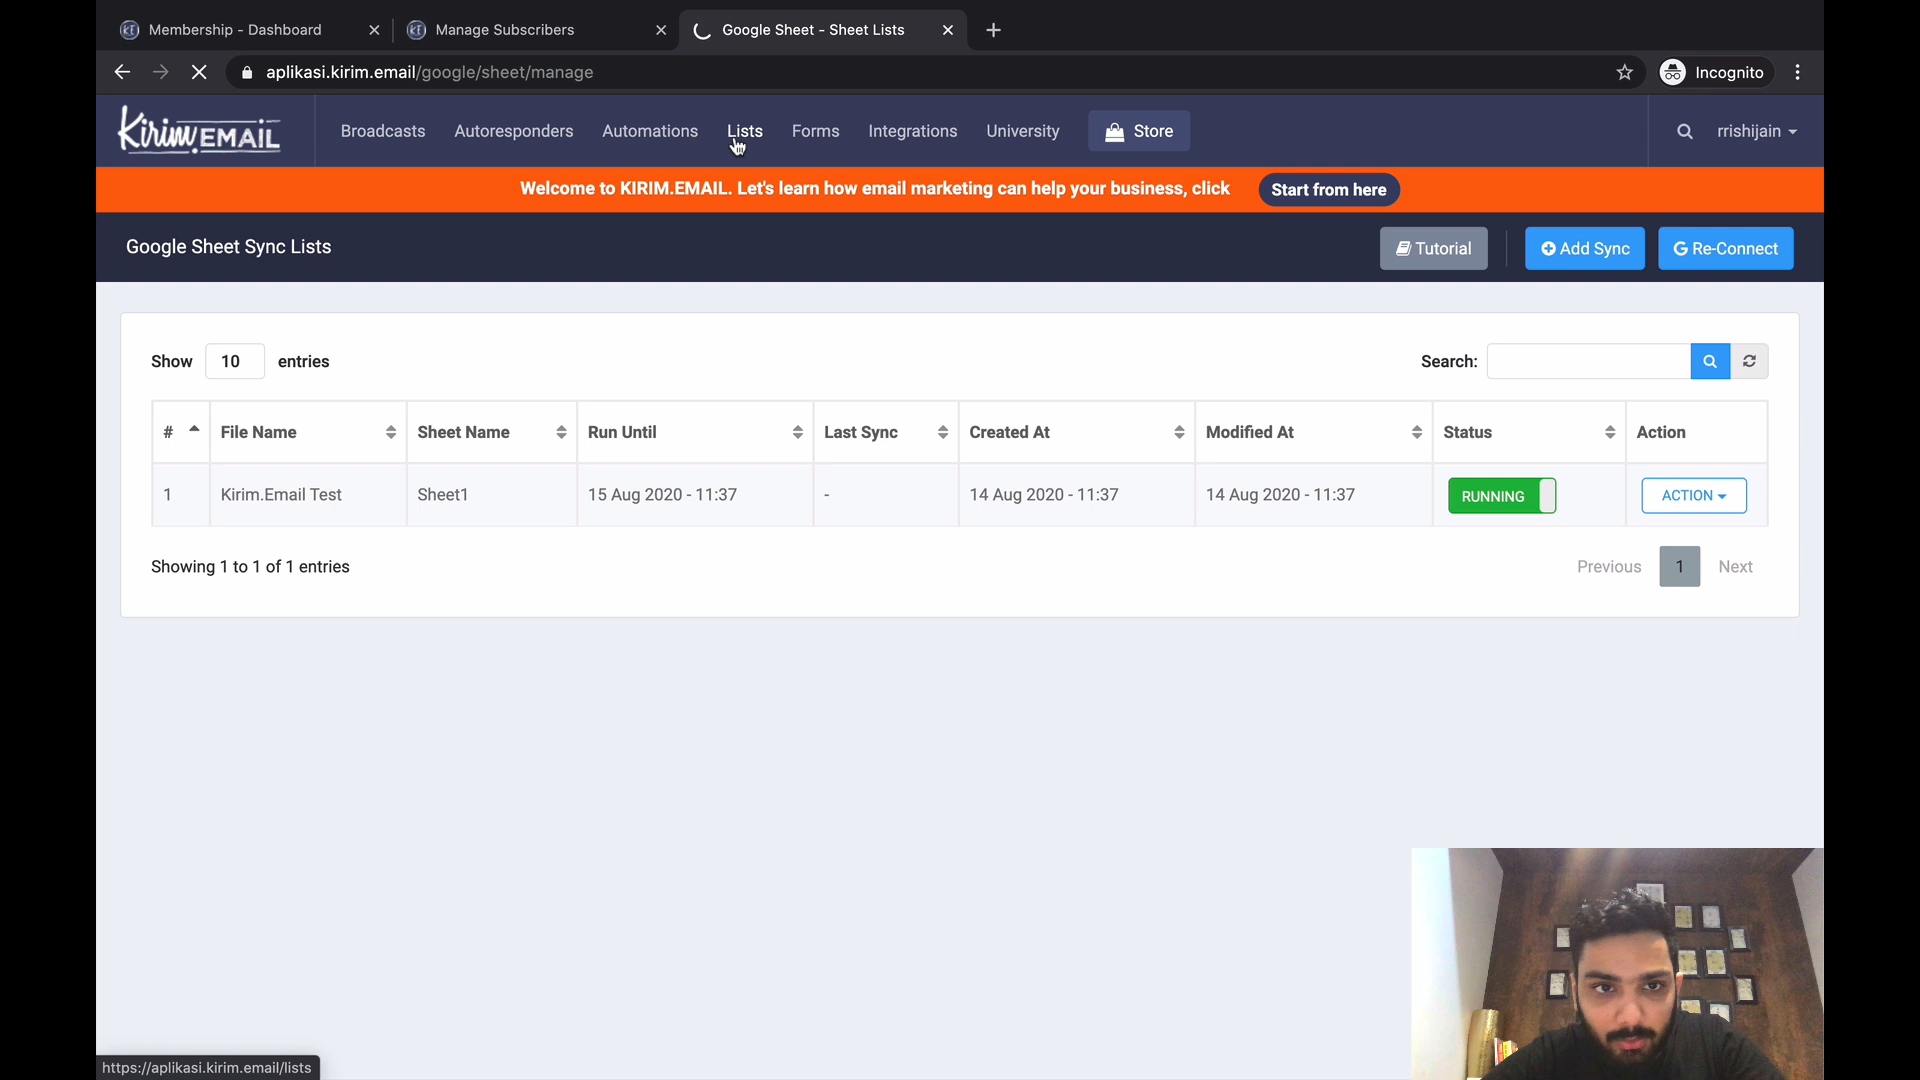 Membership - Dashboard
Manage Subscribers
Google Sheet - Sheet Lists
aplikasi.kirim.email/google/sheet/manage
Incognito
Kirim.EMAIL
Broadcasts
Autoresponders
Automations
Lists
Forms
Integrations
University
Store
rrishijain
Welcome to KIRIM.EMAIL. Let's learn how email marketing can help your business, click
Start from here
Google Sheet Sync Lists
Tutorial
Add Sync
G Re-Connect
Show 10 entries
Search:
# File Name Sheet Name Run Until Last Sync Created At Modified At Status Action
1 Kirim.Email Test Sheet1 15 Aug 2020 - 11:37 - 14 Aug 2020 - 11:37 14 Aug 2020 - 11:37 RUNNING ACTION
Showing 1 to 1 of 1 entries
Previous 1 Next
https://aplikasi.kirim.email/lists